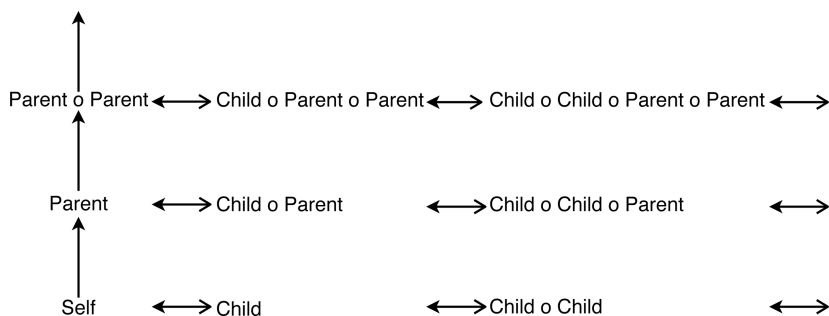 Parent o Parent Child o Parent o Parent Child o Child o Parent o Parent
Parent Child o Parent Child o Child o Parent
Self Child Child o Child